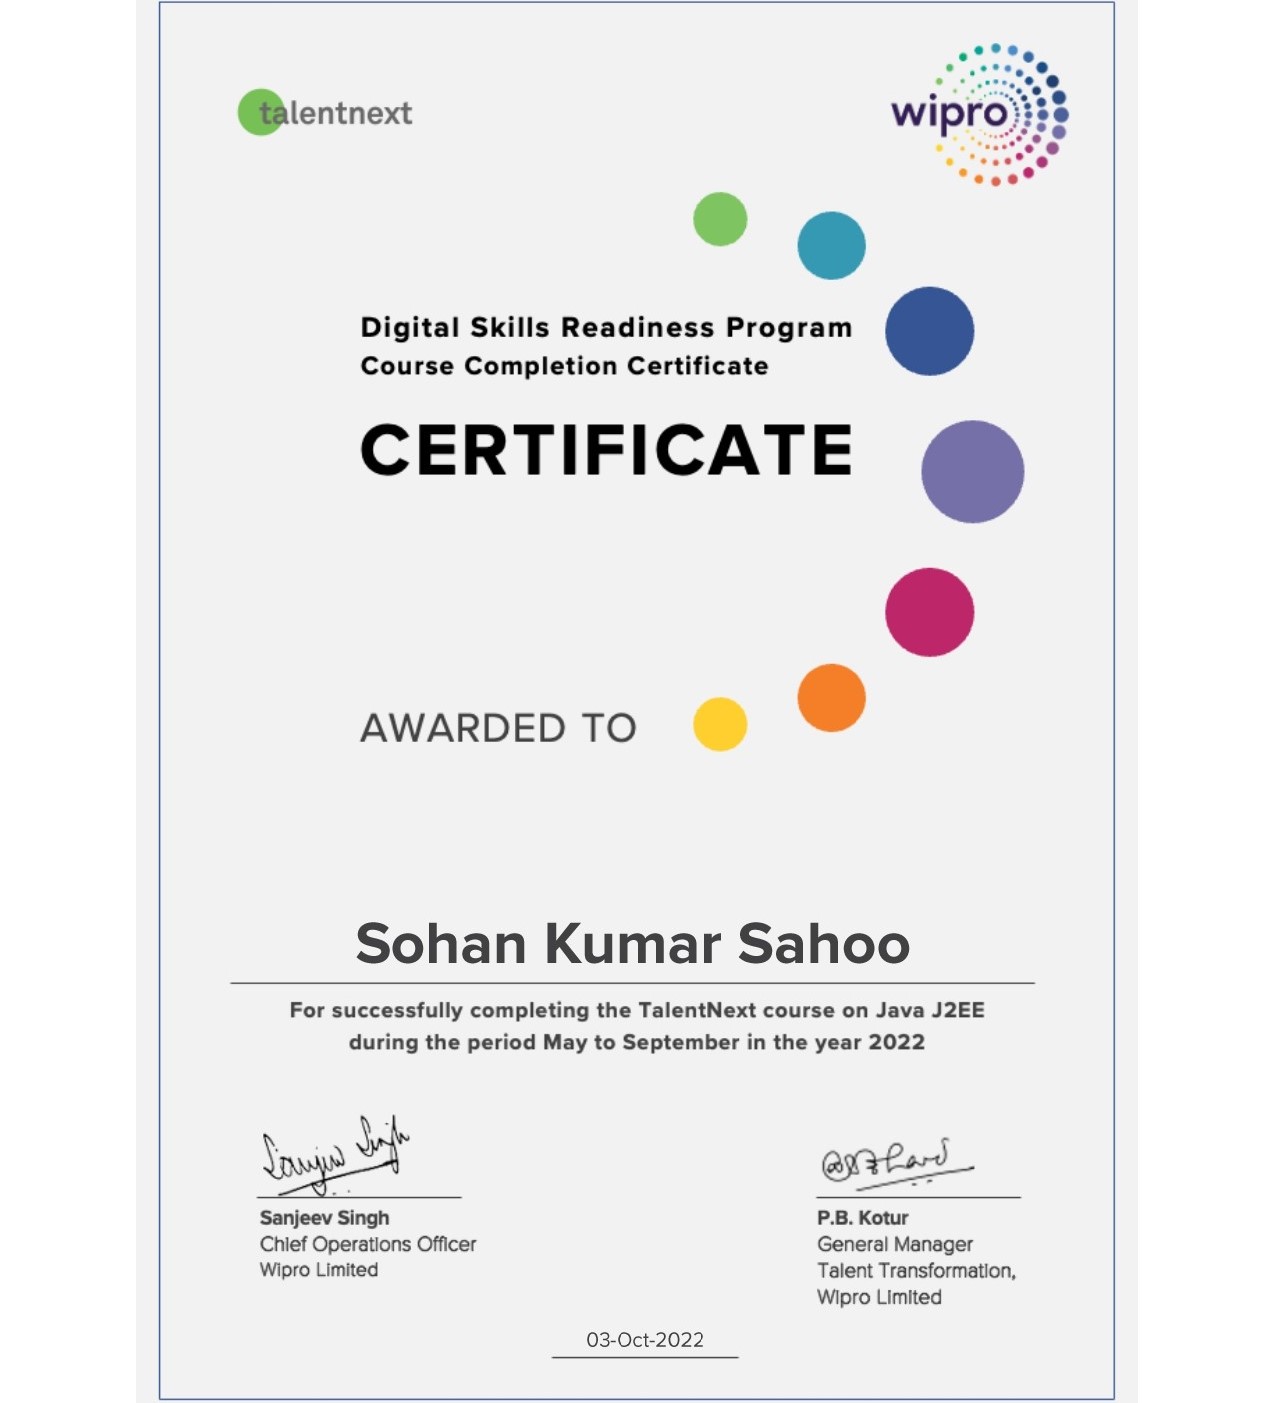 talentnext
wipro
Digital Skills Readiness Program
Course Completion Certificate
CERTIFICATE
AWARDED TO
Sohan Kumar Sahoo
For successfully completing the TalentNext course on Java J2EE
during the period May to September in the year 2022
Sanjeev Singh
Sanjeev Singh
Chief Operations Officer
Wipro Limited
P.B. Kotur
General Manager
Talent Transformation,
Wipro Limited
03-Oct-2022